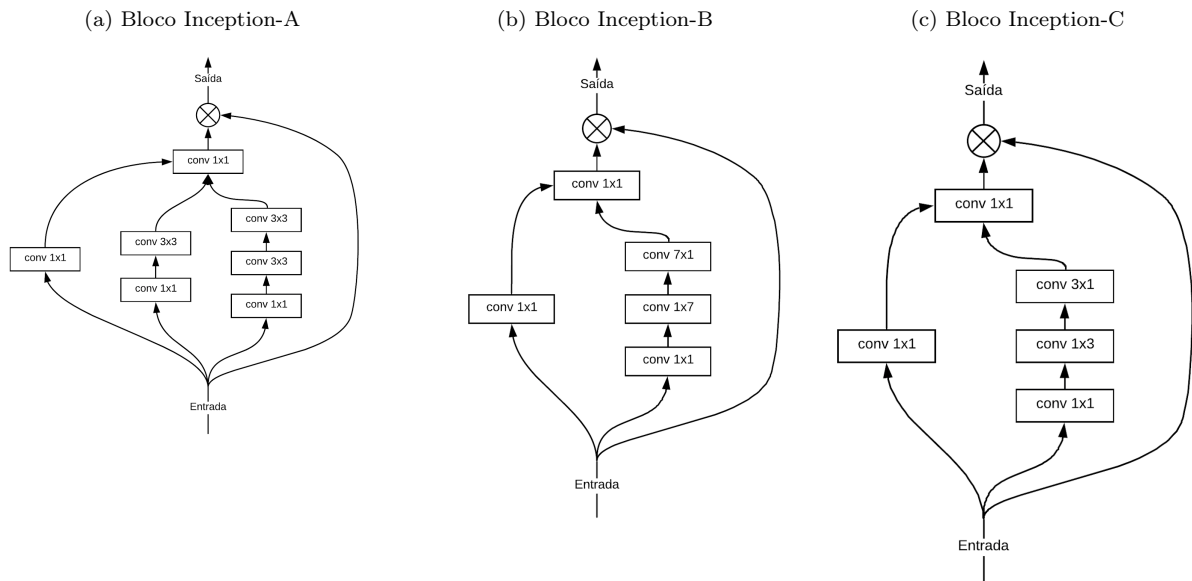 (a) Bloco Inception-A
Saída
conv 1x1
conv 3x3
conv 3x3
conv 1x1
conv 3x3
conv 1x1
conv 1x1
Entrada
(b) Bloco Inception-B
Saída
conv 1x1
conv 7x1
conv 1x1
conv 1x7
conv 1x1
Entrada
(c) Bloco Inception-C
Saída
conv 1x1
conv 3x1
conv 1x1
conv 1x3
conv 1x1
Entrada